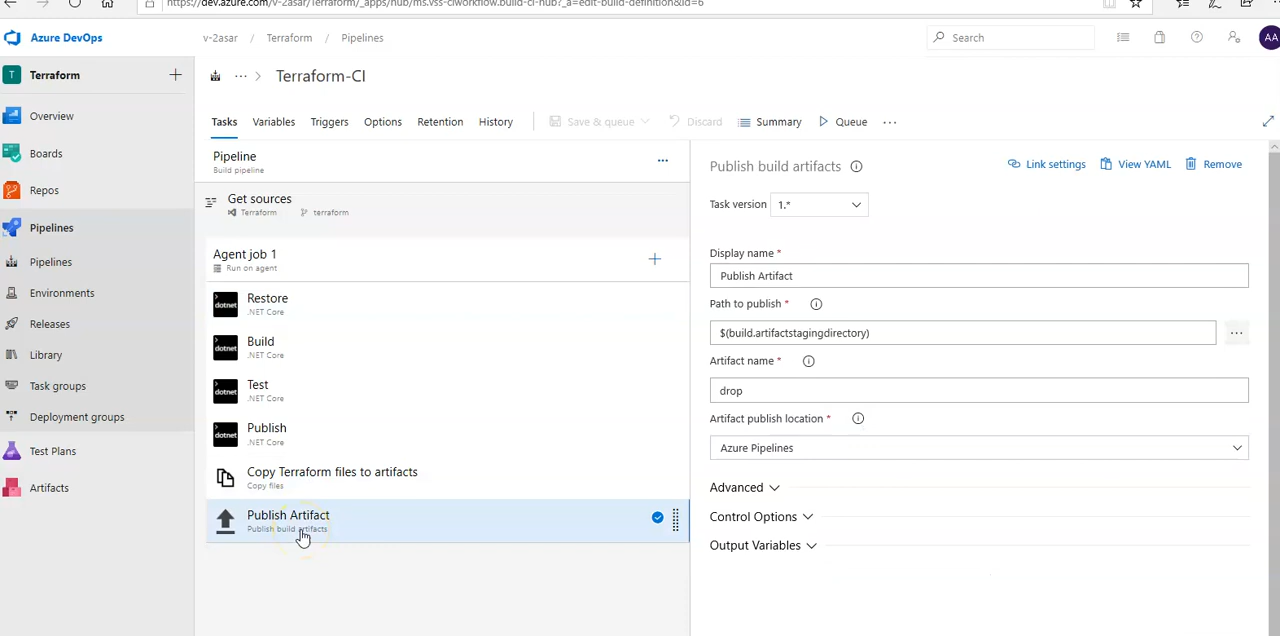 https://dev.azure.com/v-2asar/Terraform/_apps/hub/ms.vss-ciworkflow.build-ci-hub?_a=edit-build-definition&id=6
Azure DevOps
v-2asar / Terraform / Pipelines
Search
AA
T Terraform
Terraform-CI
Overview
Boards
Repos
Pipelines
Pipelines
Environments
Releases
Library
Task groups
Deployment groups
Test Plans
Artifacts
Tasks Variables Triggers Options Retention History Save & queue Discard Summary Queue ...
Pipeline
Build pipeline
Get sources
Terraform terraform
Agent job 1
Run on agent
dotnet Restore
.NET Core
dotnet Build
.NET Core
dotnet Test
.NET Core
dotnet Publish
.NET Core
Copy Terraform files to artifacts
Copy files
Publish Artifact
Publish build artifacts
Publish build artifacts
Link settings View YAML Remove
Task version 1.*
Display name *
Publish Artifact
Path to publish *
$(build.artifactstagingdirectory)
Artifact name *
drop
Artifact publish location *
Azure Pipelines
Advanced
Control Options
Output Variables